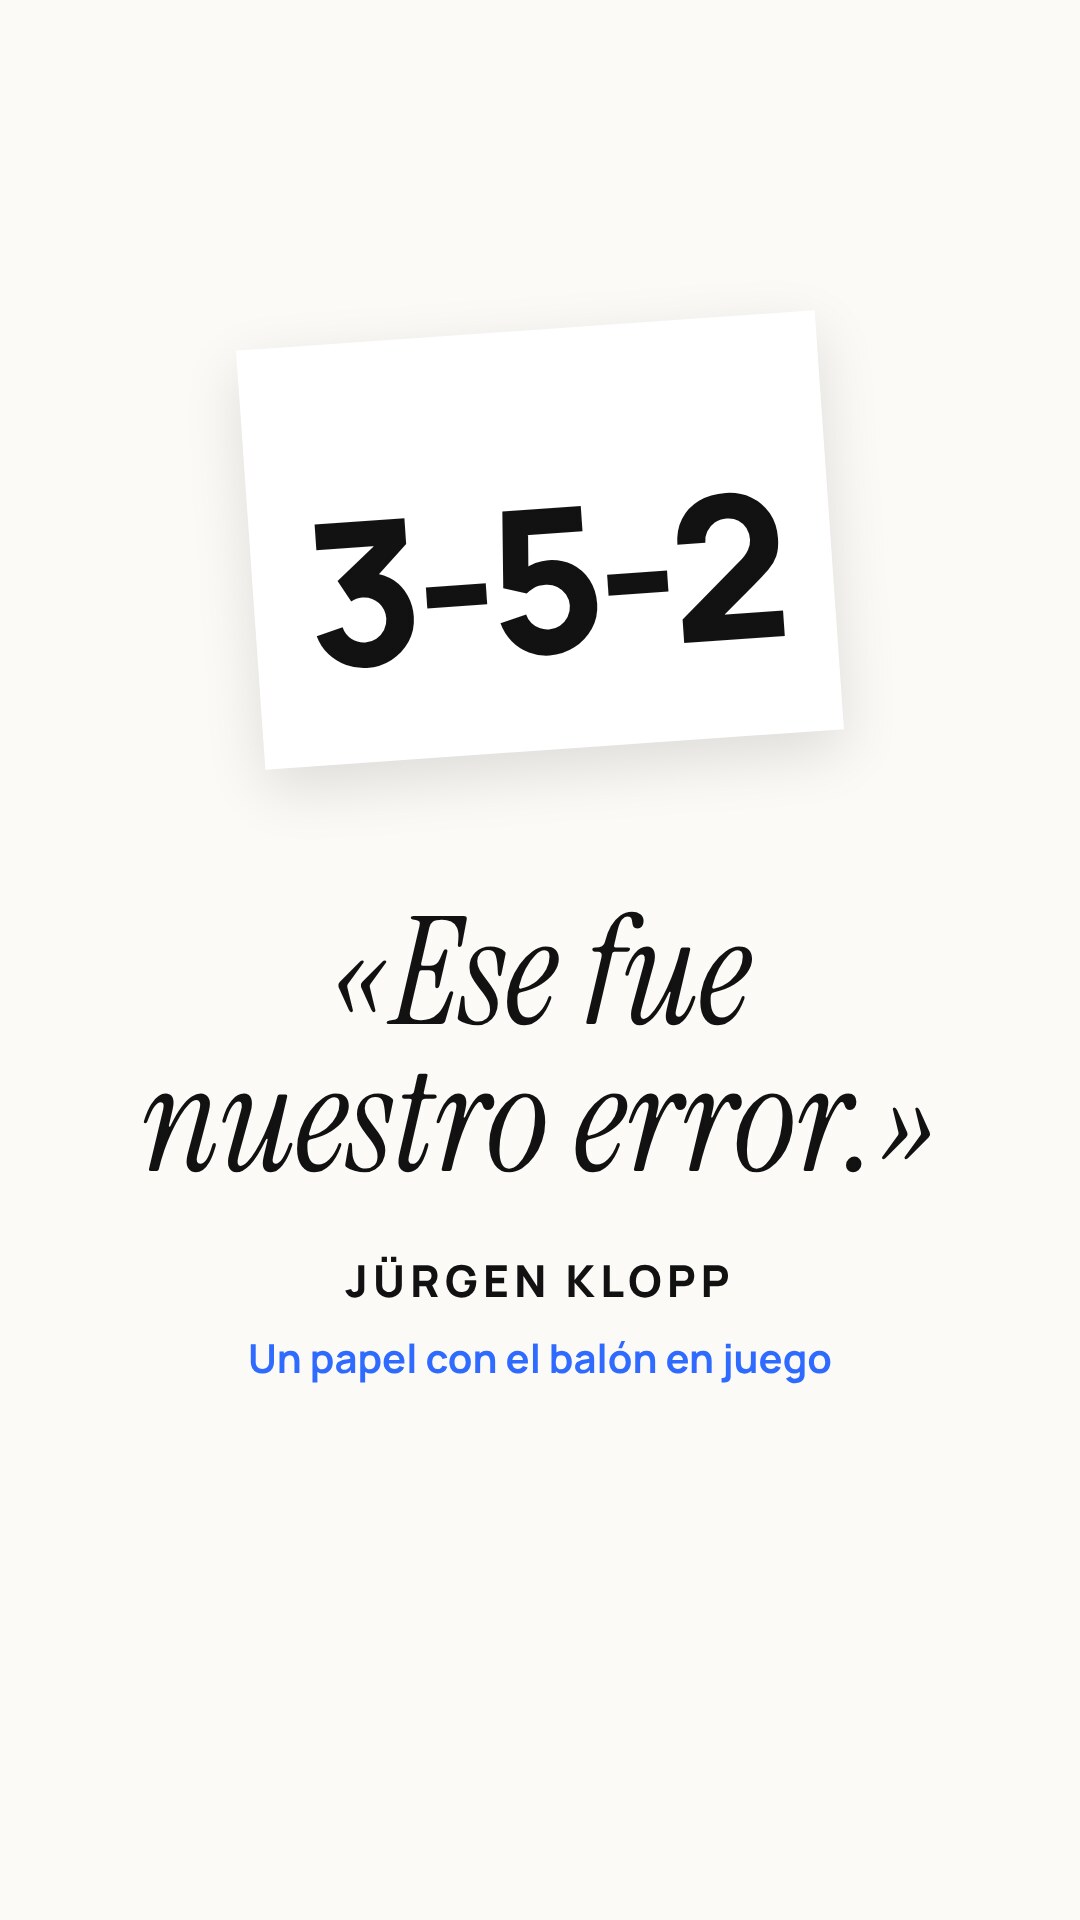 3-5-2
«Ese fue
nuestro error.»
JÜRGEN KLOPP
Un papel con el balón en juego